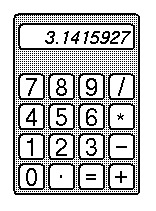 3.1415927
7 8 9 /
4 5 6 *
1 2 3 -
0 . = +